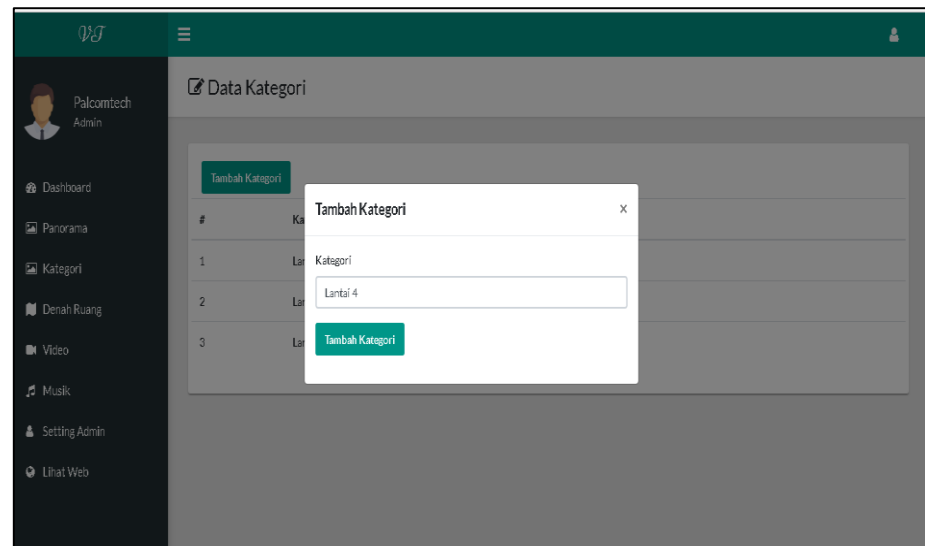 VT
Palcomtech
Admin
Dashboard
Panorama
Kategori
Denah Ruang
Video
Musik
Setting Admin
Lihat Web
Data Kategori
Tambah Kategori
#
1
2
3
Tambah Kategori
×
Kategori
Lantai 4
Tambah Kategori